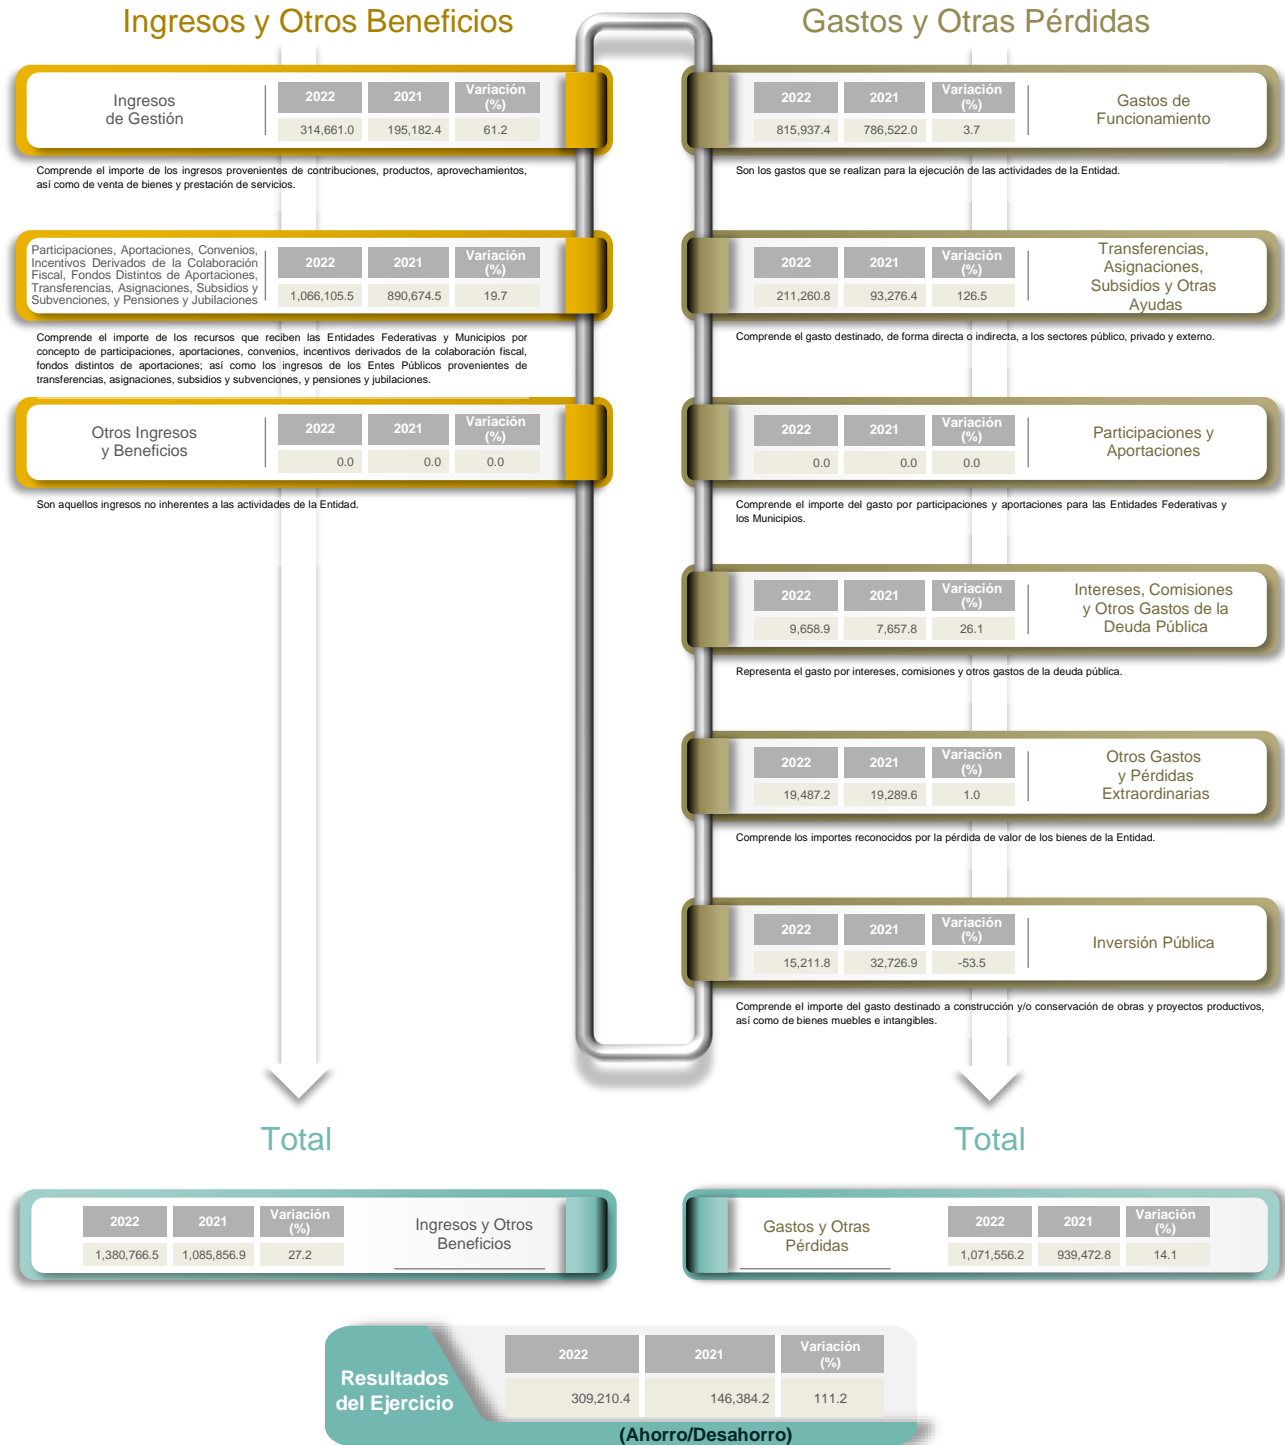 Ingresos y Otros Beneficios
Ingresos
de Gestión
2022 2021 Variación
(%)
314,661.0 195,182.4 61.2
Comprende el importe de los ingresos provenientes de contribuciones, productos, aprovechamientos,
así como de venta de bienes y prestación de servicios.
Participaciones, Aportaciones, Convenios,
Incentivos Derivados de la Colaboración
Fiscal, Fondos Distintos de Aportaciones,
Transferencias, Asignaciones, Subsidios y
Subvenciones, y Pensiones y Jubilaciones
2022 2021 Variación
(%)
1,066,105.5 890,674.5 19.7
Comprende el importe de los recursos que reciben las Entidades Federativas y Municipios por
concepto de participaciones, aportaciones, convenios, incentivos derivados de la colaboración fiscal,
fondos distintos de aportaciones; así como los ingresos de los Entes Públicos provenientes de
transferencias, asignaciones, subsidios y subvenciones, y pensiones y jubilaciones.
Otros Ingresos
y Beneficios
2022 2021 Variación
(%)
0.0 0.0 0.0
Son aquellos ingresos no inherentes a las actividades de la Entidad.
Total
2022 2021 Variación
(%)
1,380,766.5 1,085,856.9 27.2
Ingresos y Otros
Beneficios
Gastos y Otras Pérdidas
2022 2021 Variación
(%)
815,937.4 786,522.0 3.7
Gastos de
Funcionamiento
Son los gastos que se realizan para la ejecución de las actividades de la Entidad.
2022 2021 Variación
(%)
211,260.8 93,276.4 126.5
Transferencias,
Asignaciones,
Subsidios y Otras
Ayudas
Comprende el gasto destinado, de forma directa o indirecta, a los sectores público, privado y externo.
2022 2021 Variación
(%)
0.0 0.0 0.0
Participaciones y
Aportaciones
Comprende el importe del gasto por participaciones y aportaciones para las Entidades Federativas y
los Municipios.
2022 2021 Variación
(%)
9,658.9 7,657.8 26.1
Intereses, Comisiones
y Otros Gastos de la
Deuda Pública
Representa el gasto por intereses, comisiones y otros gastos de la deuda pública.
2022 2021 Variación
(%)
19,487.2 19,289.6 1.0
Otros Gastos
y Pérdidas
Extraordinarias
Comprende los importes reconocidos por la pérdida de valor de los bienes de la Entidad.
2022 2021 Variación
(%)
15,211.8 32,726.9 -53.5
Inversión Pública
Comprende el importe del gasto destinado a construcción y/o conservación de obras y proyectos productivos,
así como de bienes muebles e intangibles.
Total
Gastos y Otras
Pérdidas
2022 2021 Variación
(%)
1,071,556.2 939,472.8 14.1
Resultados
del Ejercicio
2022 2021 Variación
(%)
309,210.4 146,384.2 111.2
(Ahorro/Desahorro)